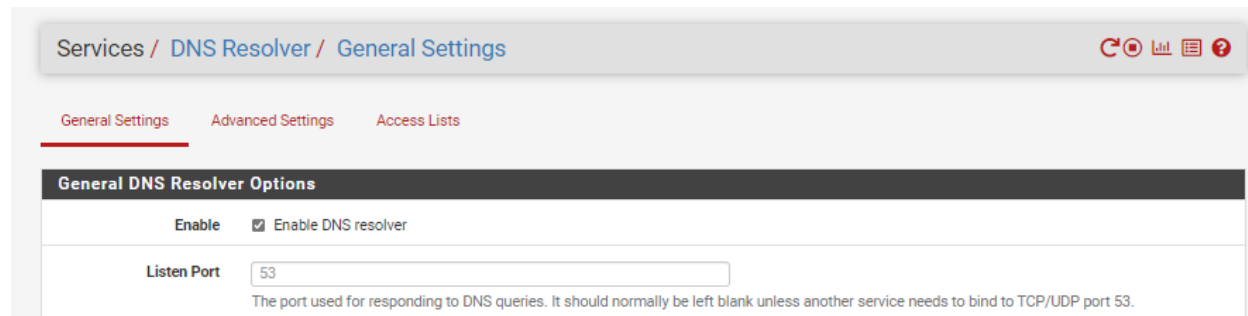 Services / DNS Resolver / General Settings
General Settings Advanced Settings Access Lists
General DNS Resolver Options
Enable Enable DNS resolver
Listen Port 53
The port used for responding to DNS queries. It should normally be left blank unless another service needs to bind to TCP/UDP port 53.